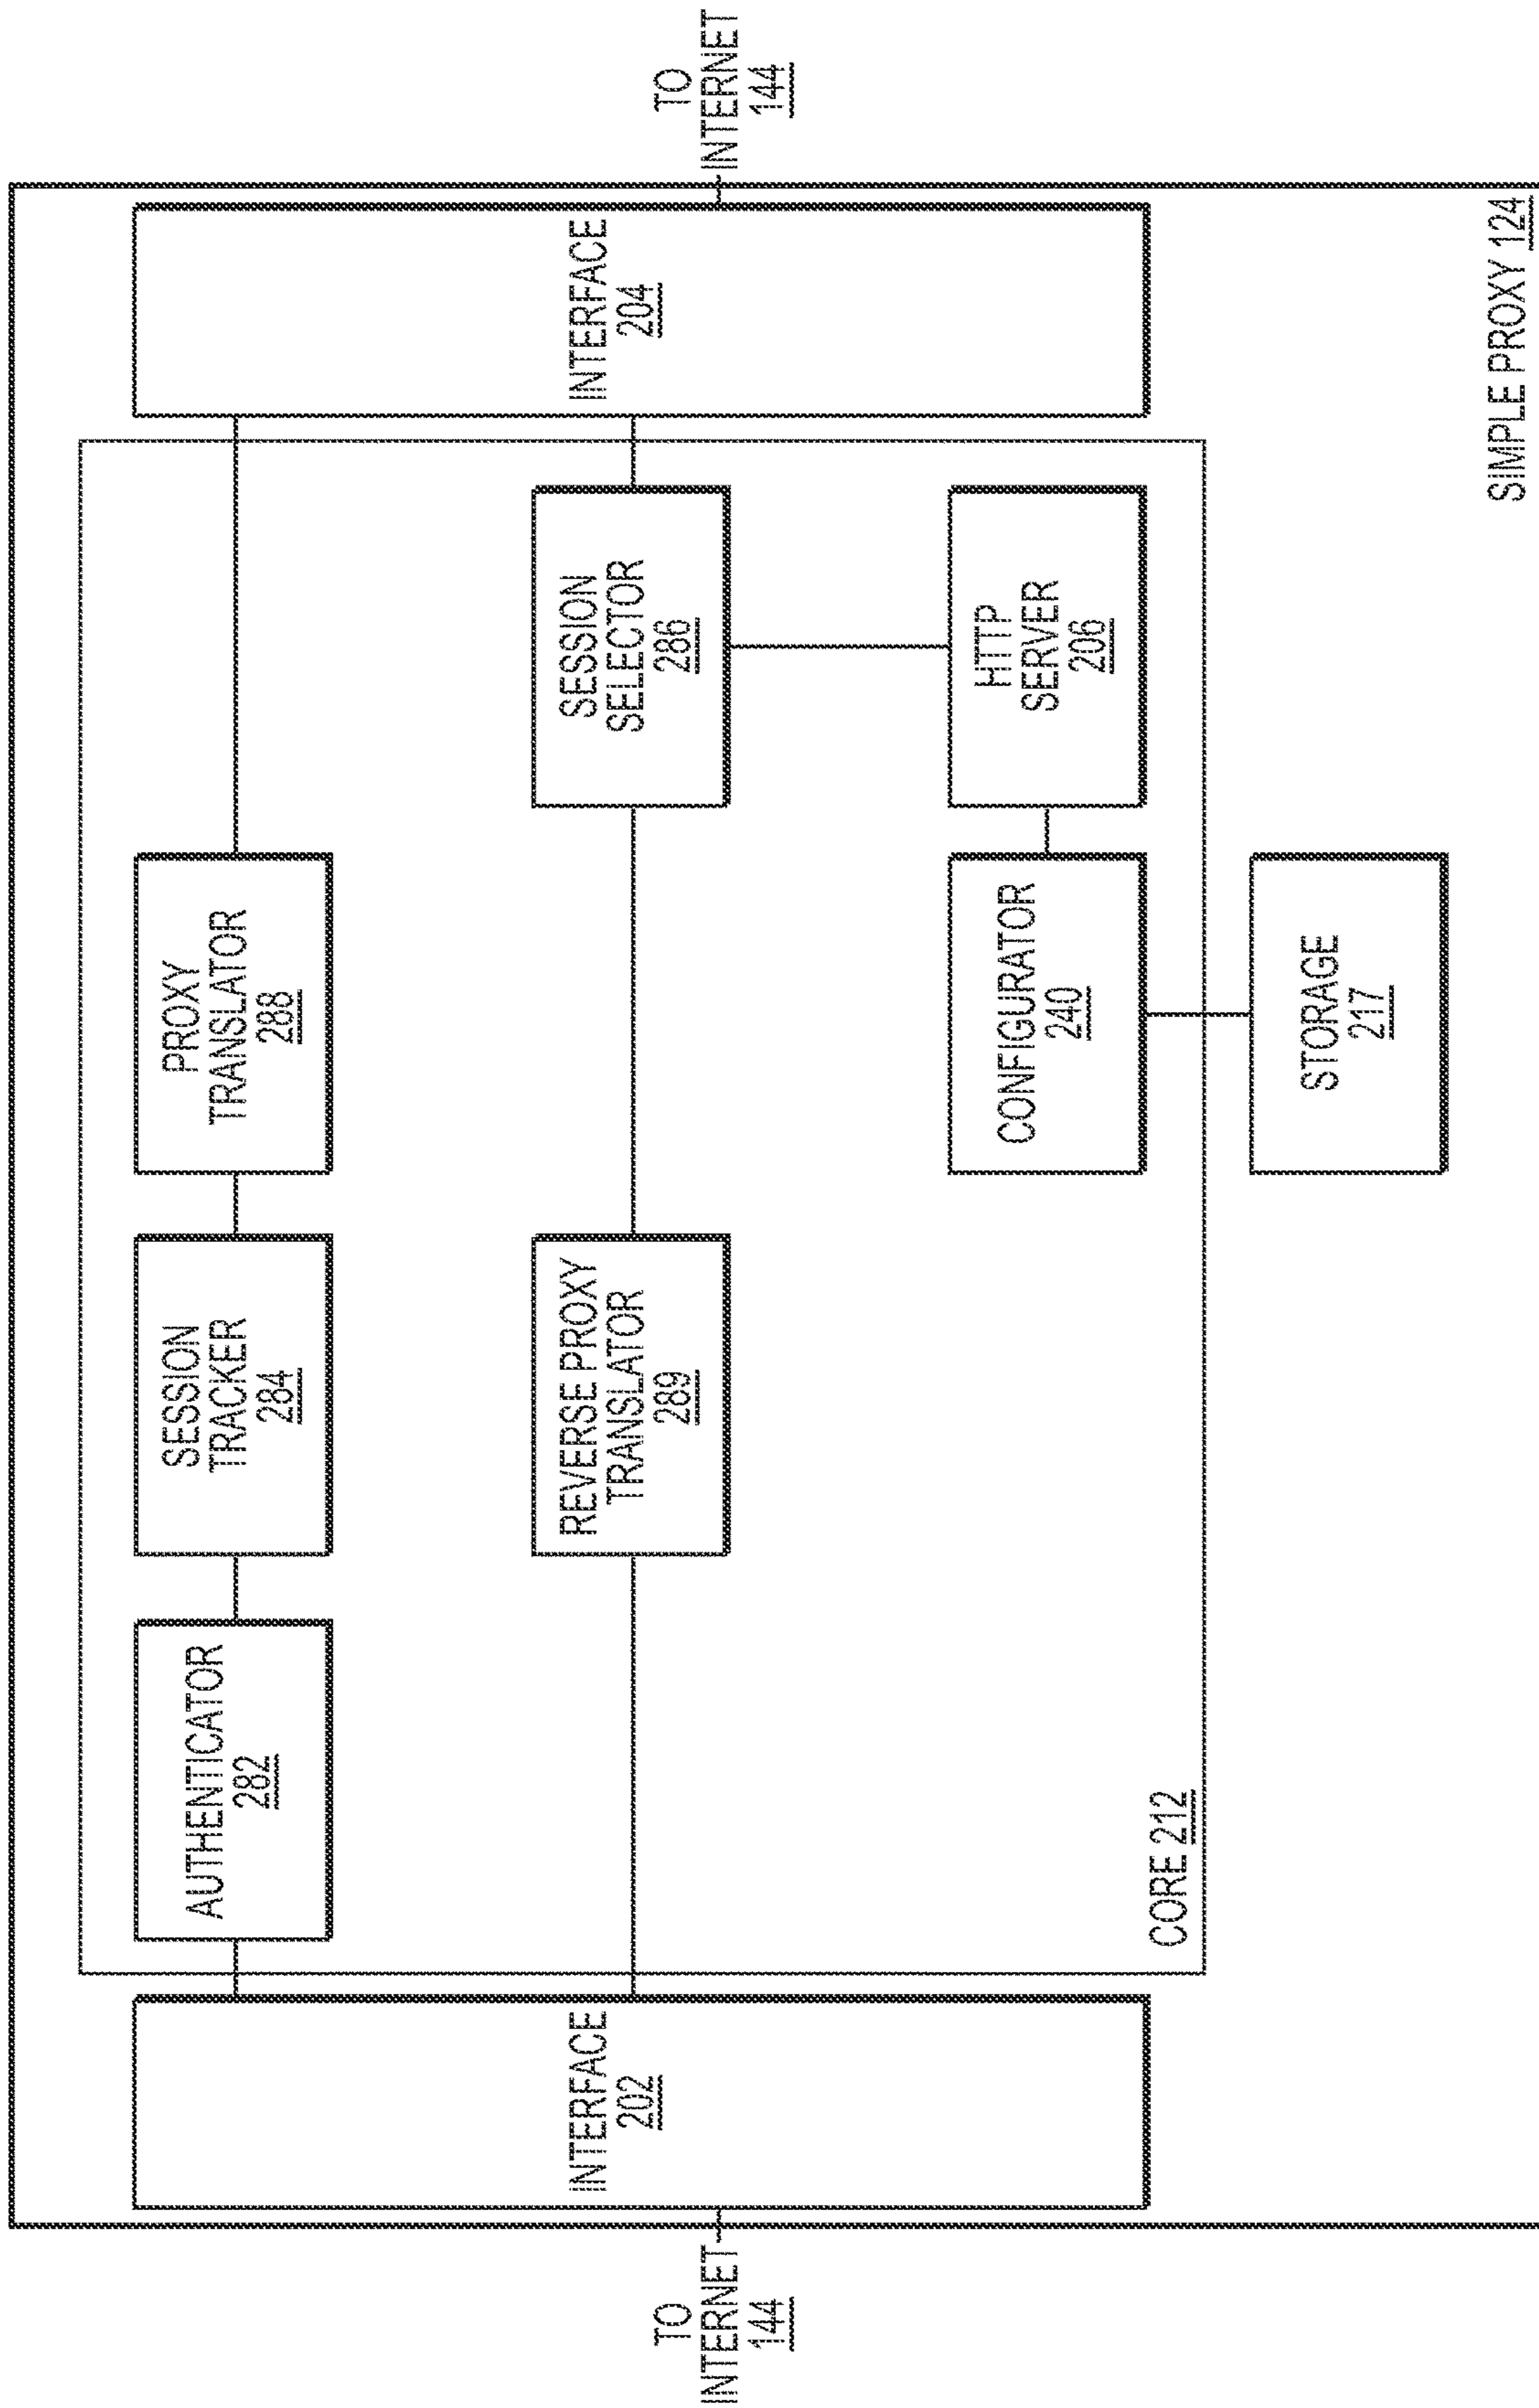 TO
INTERNET
144
INTERFACE
202
AUTHENTICATOR
282
SESSION
TRACKER
284
PROXY
TRANSLATOR
288
REVERSE PROXY
TRANSLATOR
289
SESSION
SELECTOR
286
CONFIGURATOR
240
HTTP
SERVER
206
CORE 212
STORAGE
217
INTERFACE
204
TO
INTERNET
144
SIMPLE PROXY 124